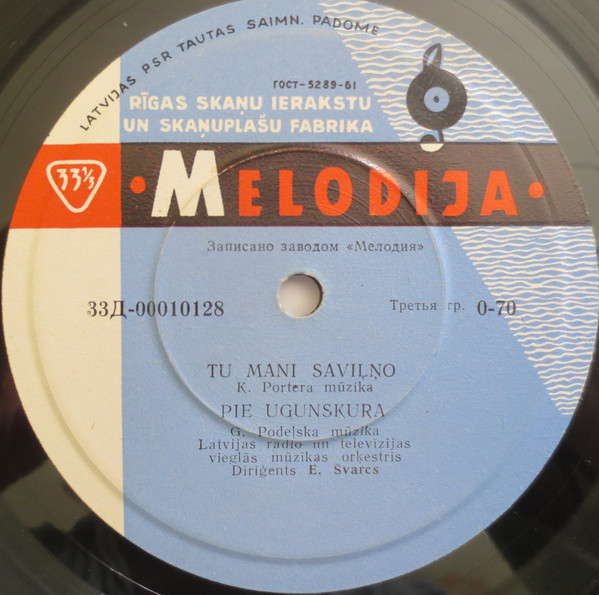 LATVIJAS PSR TAUTAS SAIMN. PADOME
ГОСТ-5289-61
RĪGAS SKAŅU IERAKSTU
UN SKAŅUPLAŠU FABRIKA
33⅓
•MELODIJA•
Записано заводом «Мелодия»
33Д-00010128
Третья гр. 0-70
TU MANI SAVIĻŅO
K. Portera mūzika
PIE UGUNSKURA
G. Podeļska mūzika
Latvijas radio un televīzijas
vieglās mūzikas orķestris
Diriģents E. Švarcs